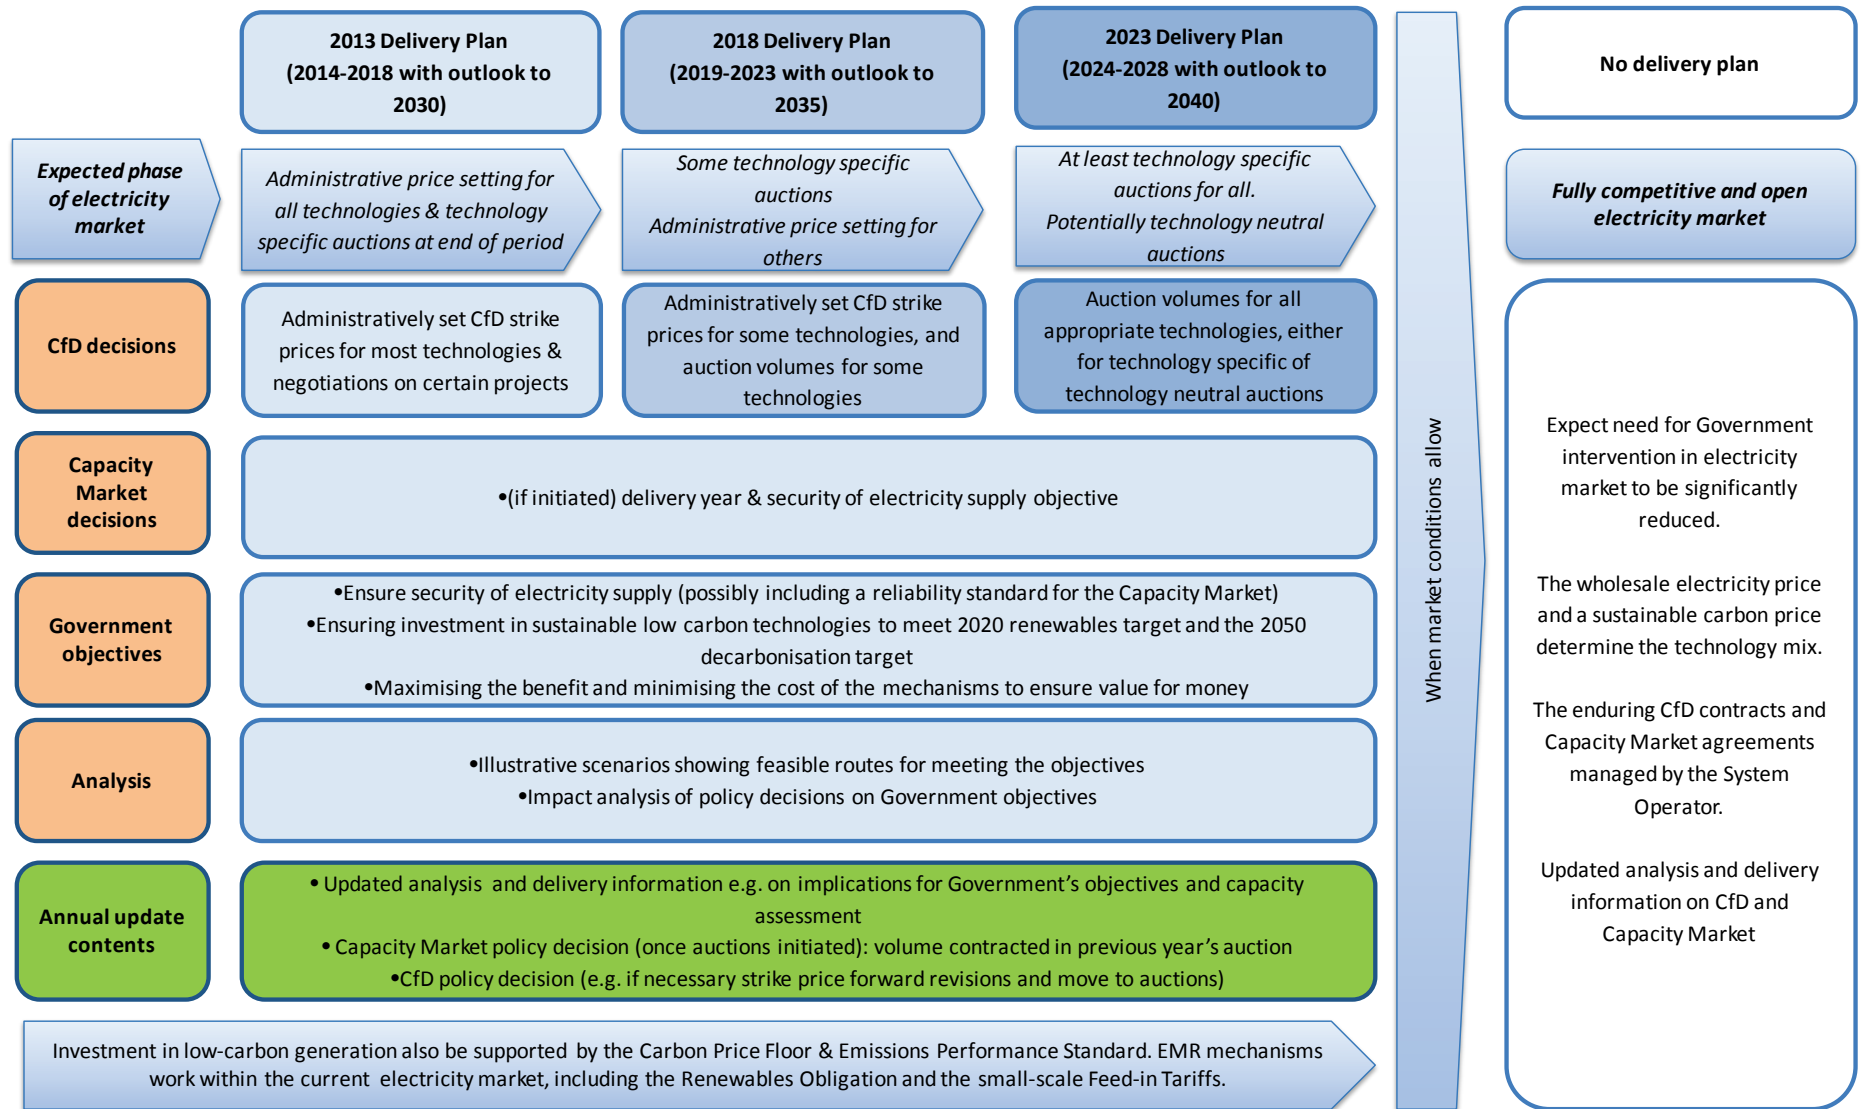 2013 Delivery Plan
(2014-2018 with outlook to
2030)
2018 Delivery Plan
(2019-2023 with outlook to
2035)
2023 Delivery Plan
(2024-2028 with outlook to
2040)
No delivery plan
Expected phase
of electricity
market
Administrative price setting for
all technologies & technology
specific auctions at end of period
Some technology specific
auctions
Administrative price setting for
others
At least technology specific
auctions for all.
Potentially technology neutral
auctions
Fully competitive and open
electricity market
CfD decisions
Administratively set CfD strike
prices for most technologies &
negotiations on certain projects
Administratively set CfD strike
prices for some technologies, and
auction volumes for some
technologies
Auction volumes for all
appropriate technologies, either
for technology specific of
technology neutral auctions
Capacity
Market
decisions
•(if initiated) delivery year & security of electricity supply objective
Government
objectives
•Ensure security of electricity supply (possibly including a reliability standard for the Capacity Market)
•Ensuring investment in sustainable low carbon technologies to meet 2020 renewables target and the 2050
decarbonisation target
•Maximising the benefit and minimising the cost of the mechanisms to ensure value for money
Analysis
•Illustrative scenarios showing feasible routes for meeting the objectives
•Impact analysis of policy decisions on Government objectives
Annual update
contents
• Updated analysis and delivery information e.g. on implications for Government's objectives and capacity
assessment
• Capacity Market policy decision (once auctions initiated): volume contracted in previous year's auction
•CfD policy decision (e.g. if necessary strike price forward revisions and move to auctions)
Investment in low-carbon generation also be supported by the Carbon Price Floor & Emissions Performance Standard. EMR mechanisms
work within the current electricity market, including the Renewables Obligation and the small-scale Feed-in Tariffs.
When market conditions allow
Expect need for Government
intervention in electricity
market to be significantly
reduced.
The wholesale electricity price
and a sustainable carbon price
determine the technology mix.
The enduring CfD contracts and
Capacity Market agreements
managed by the System
Operator.
Updated analysis and delivery
information on CfD and
Capacity Market